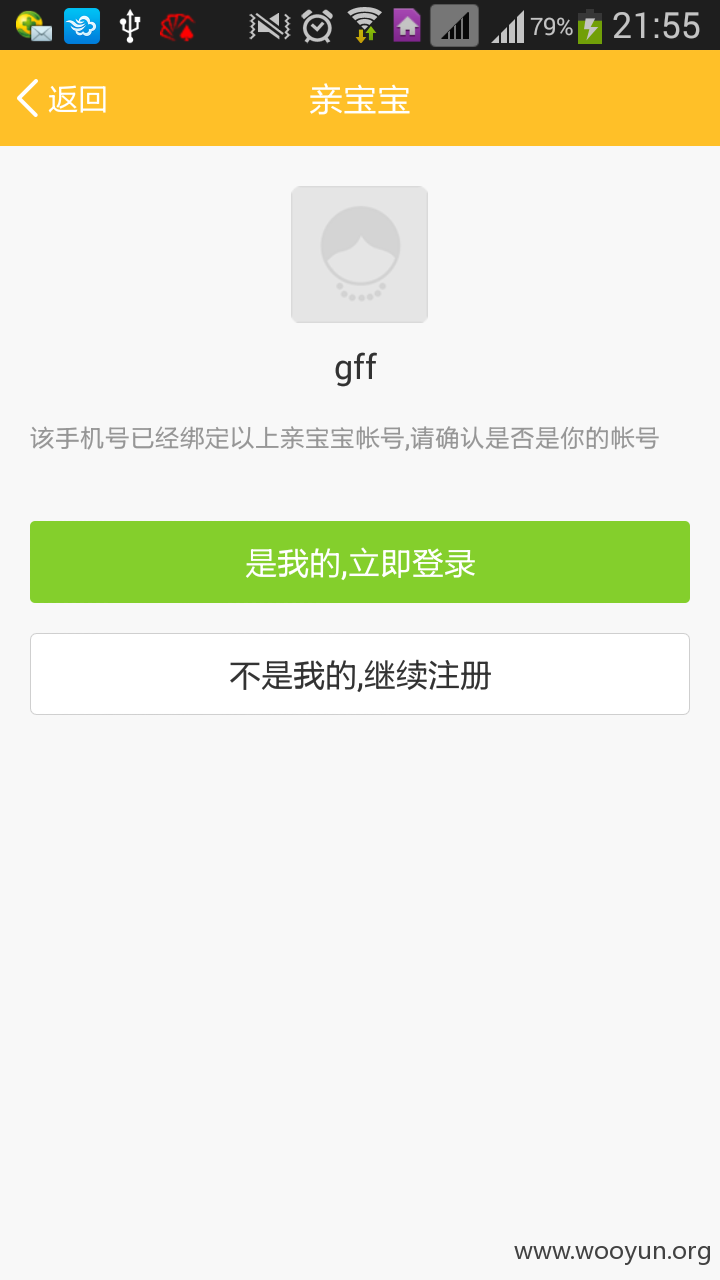 79% 21:55
返回 亲宝宝
gff
该手机号已经绑定以上亲宝宝帐号,请确认是否是你的帐号
是我的,立即登录
不是我的,继续注册
www.wooyun.org